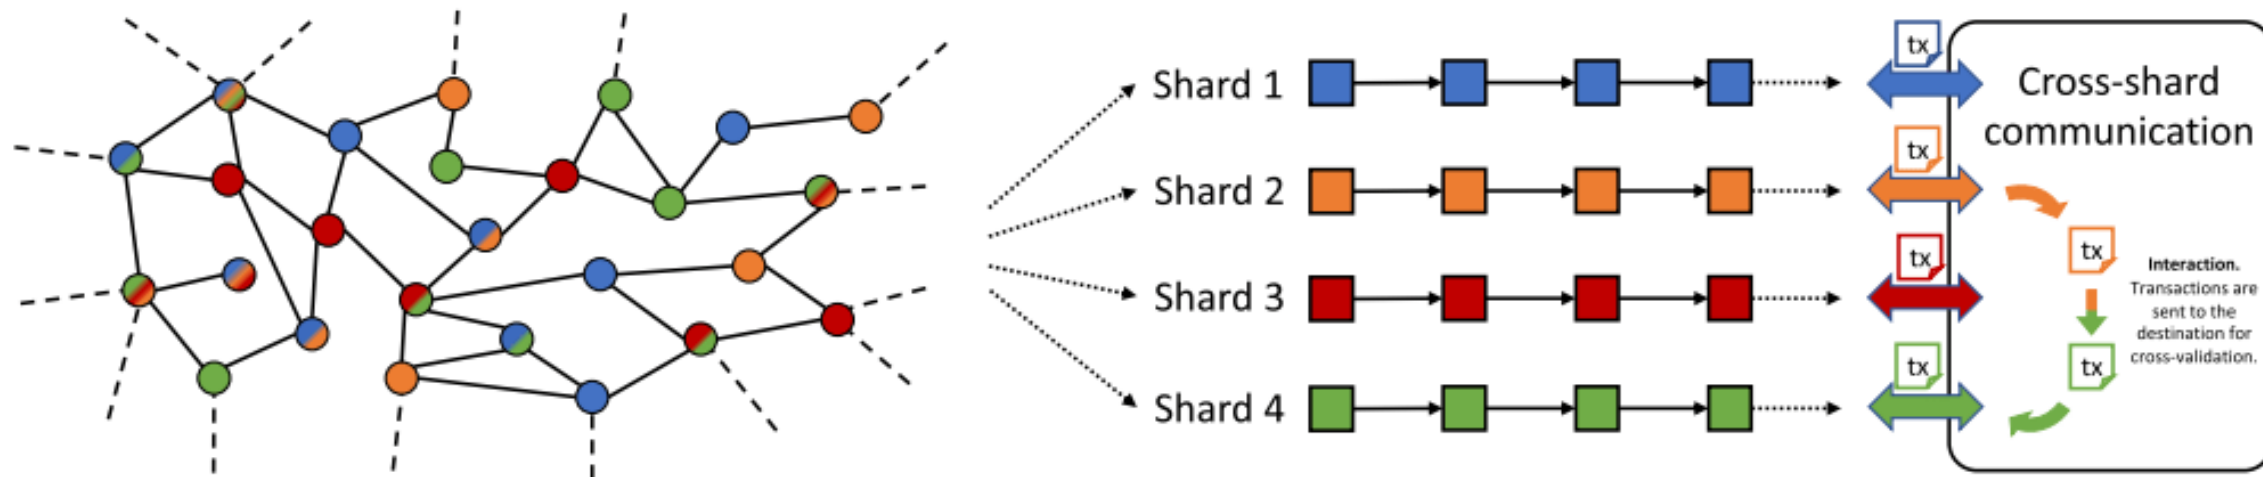 Shard 1
Shard 2
Shard 3
Shard 4
tx
tx
tx
tx
Cross-shard
communication
tx
tx
Interaction.
Transactions are
sent to the
destination for
cross-validation.